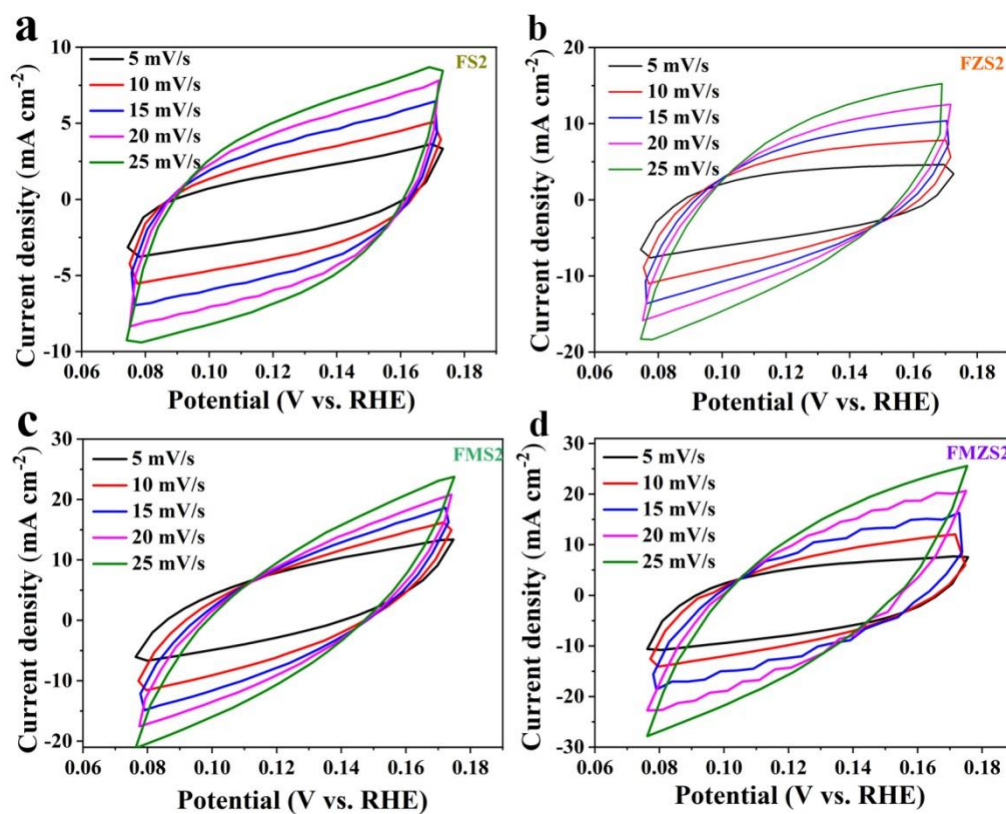 a
FS2
5 mV/s
10 mV/s
15 mV/s
20 mV/s
25 mV/s
10
5
0
-5
-10
Current density (mA cm-2)
0.06 0.08 0.10 0.12 0.14 0.16 0.18
Potential (V vs. RHE)
b
FZS2
5 mV/s
10 mV/s
15 mV/s
20 mV/s
25 mV/s
20
10
0
-10
-20
Current density (mA cm-2)
0.06 0.08 0.10 0.12 0.14 0.16 0.18
Potential (V vs. RHE)
c
FMS2
5 mV/s
10 mV/s
15 mV/s
20 mV/s
25 mV/s
30
20
10
0
-10
-20
Current density (mA cm-2)
0.06 0.08 0.10 0.12 0.14 0.16 0.18
Potential (V vs. RHE)
d
FMZS2
5 mV/s
10 mV/s
15 mV/s
20 mV/s
25 mV/s
30
20
10
0
-10
-20
-30
Current density (mA cm-2)
0.06 0.08 0.10 0.12 0.14 0.16 0.18
Potential (V vs. RHE)